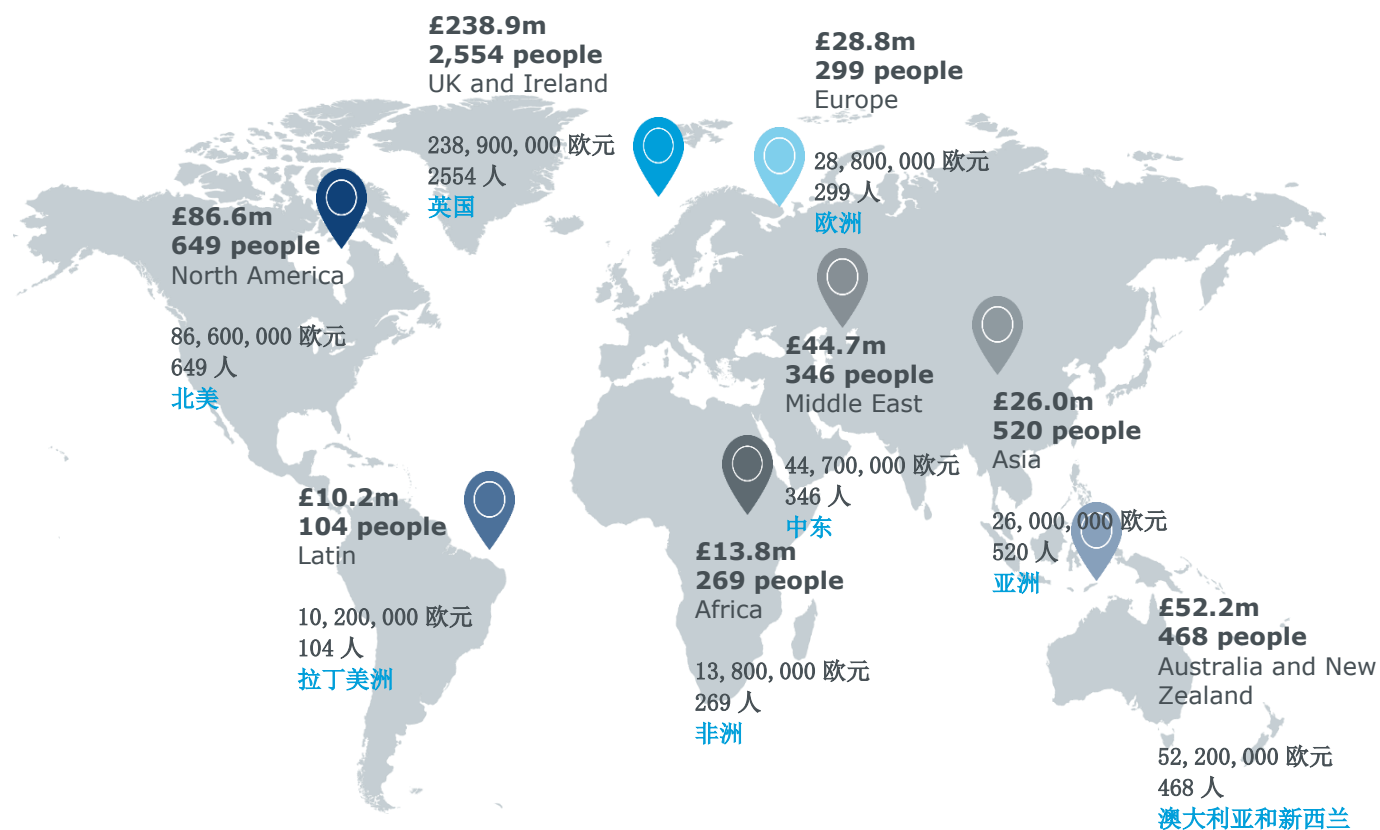 £238.9m
2,554 people
UK and Ireland
238,900,000 欧元
2554 人
英国
£28.8m
299 people
Europe
28,800,000 欧元
299 人
欧洲
£86.6m
649 people
North America
86,600,000 欧元
649 人
北美
£44.7m
346 people
Middle East
44,700,000 欧元
346 人
中东
£26.0m
520 people
Asia
26,000,000 欧元
520 人
亚洲
£10.2m
104 people
Latin
10,200,000 欧元
104 人
拉丁美洲
£13.8m
269 people
Africa
13,800,000 欧元
269 人
非洲
£52.2m
468 people
Australia and New
Zealand
52,200,000 欧元
468 人
澳大利亚和新西兰